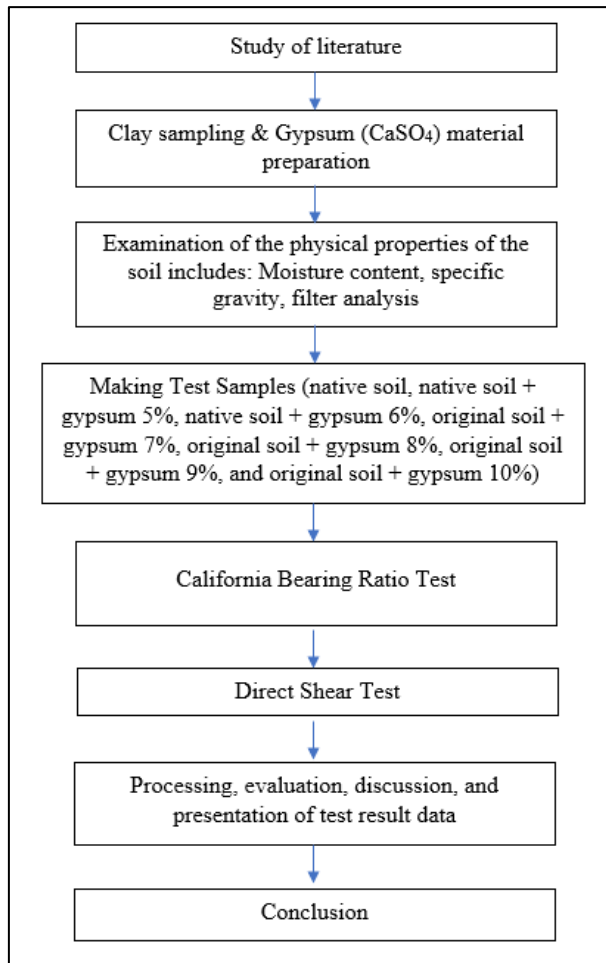 Study of literature
Clay sampling & Gypsum (CaSO₄) material
preparation
Examination of the physical properties of the
soil includes: Moisture content, specific
gravity, filter analysis
Making Test Samples (native soil, native soil +
gypsum 5%, native soil + gypsum 6%, original soil +
gypsum 7%, original soil + gypsum 8%, original soil
+ gypsum 9%, and original soil + gypsum 10%)
California Bearing Ratio Test
Direct Shear Test
Processing, evaluation, discussion, and
presentation of test result data
Conclusion